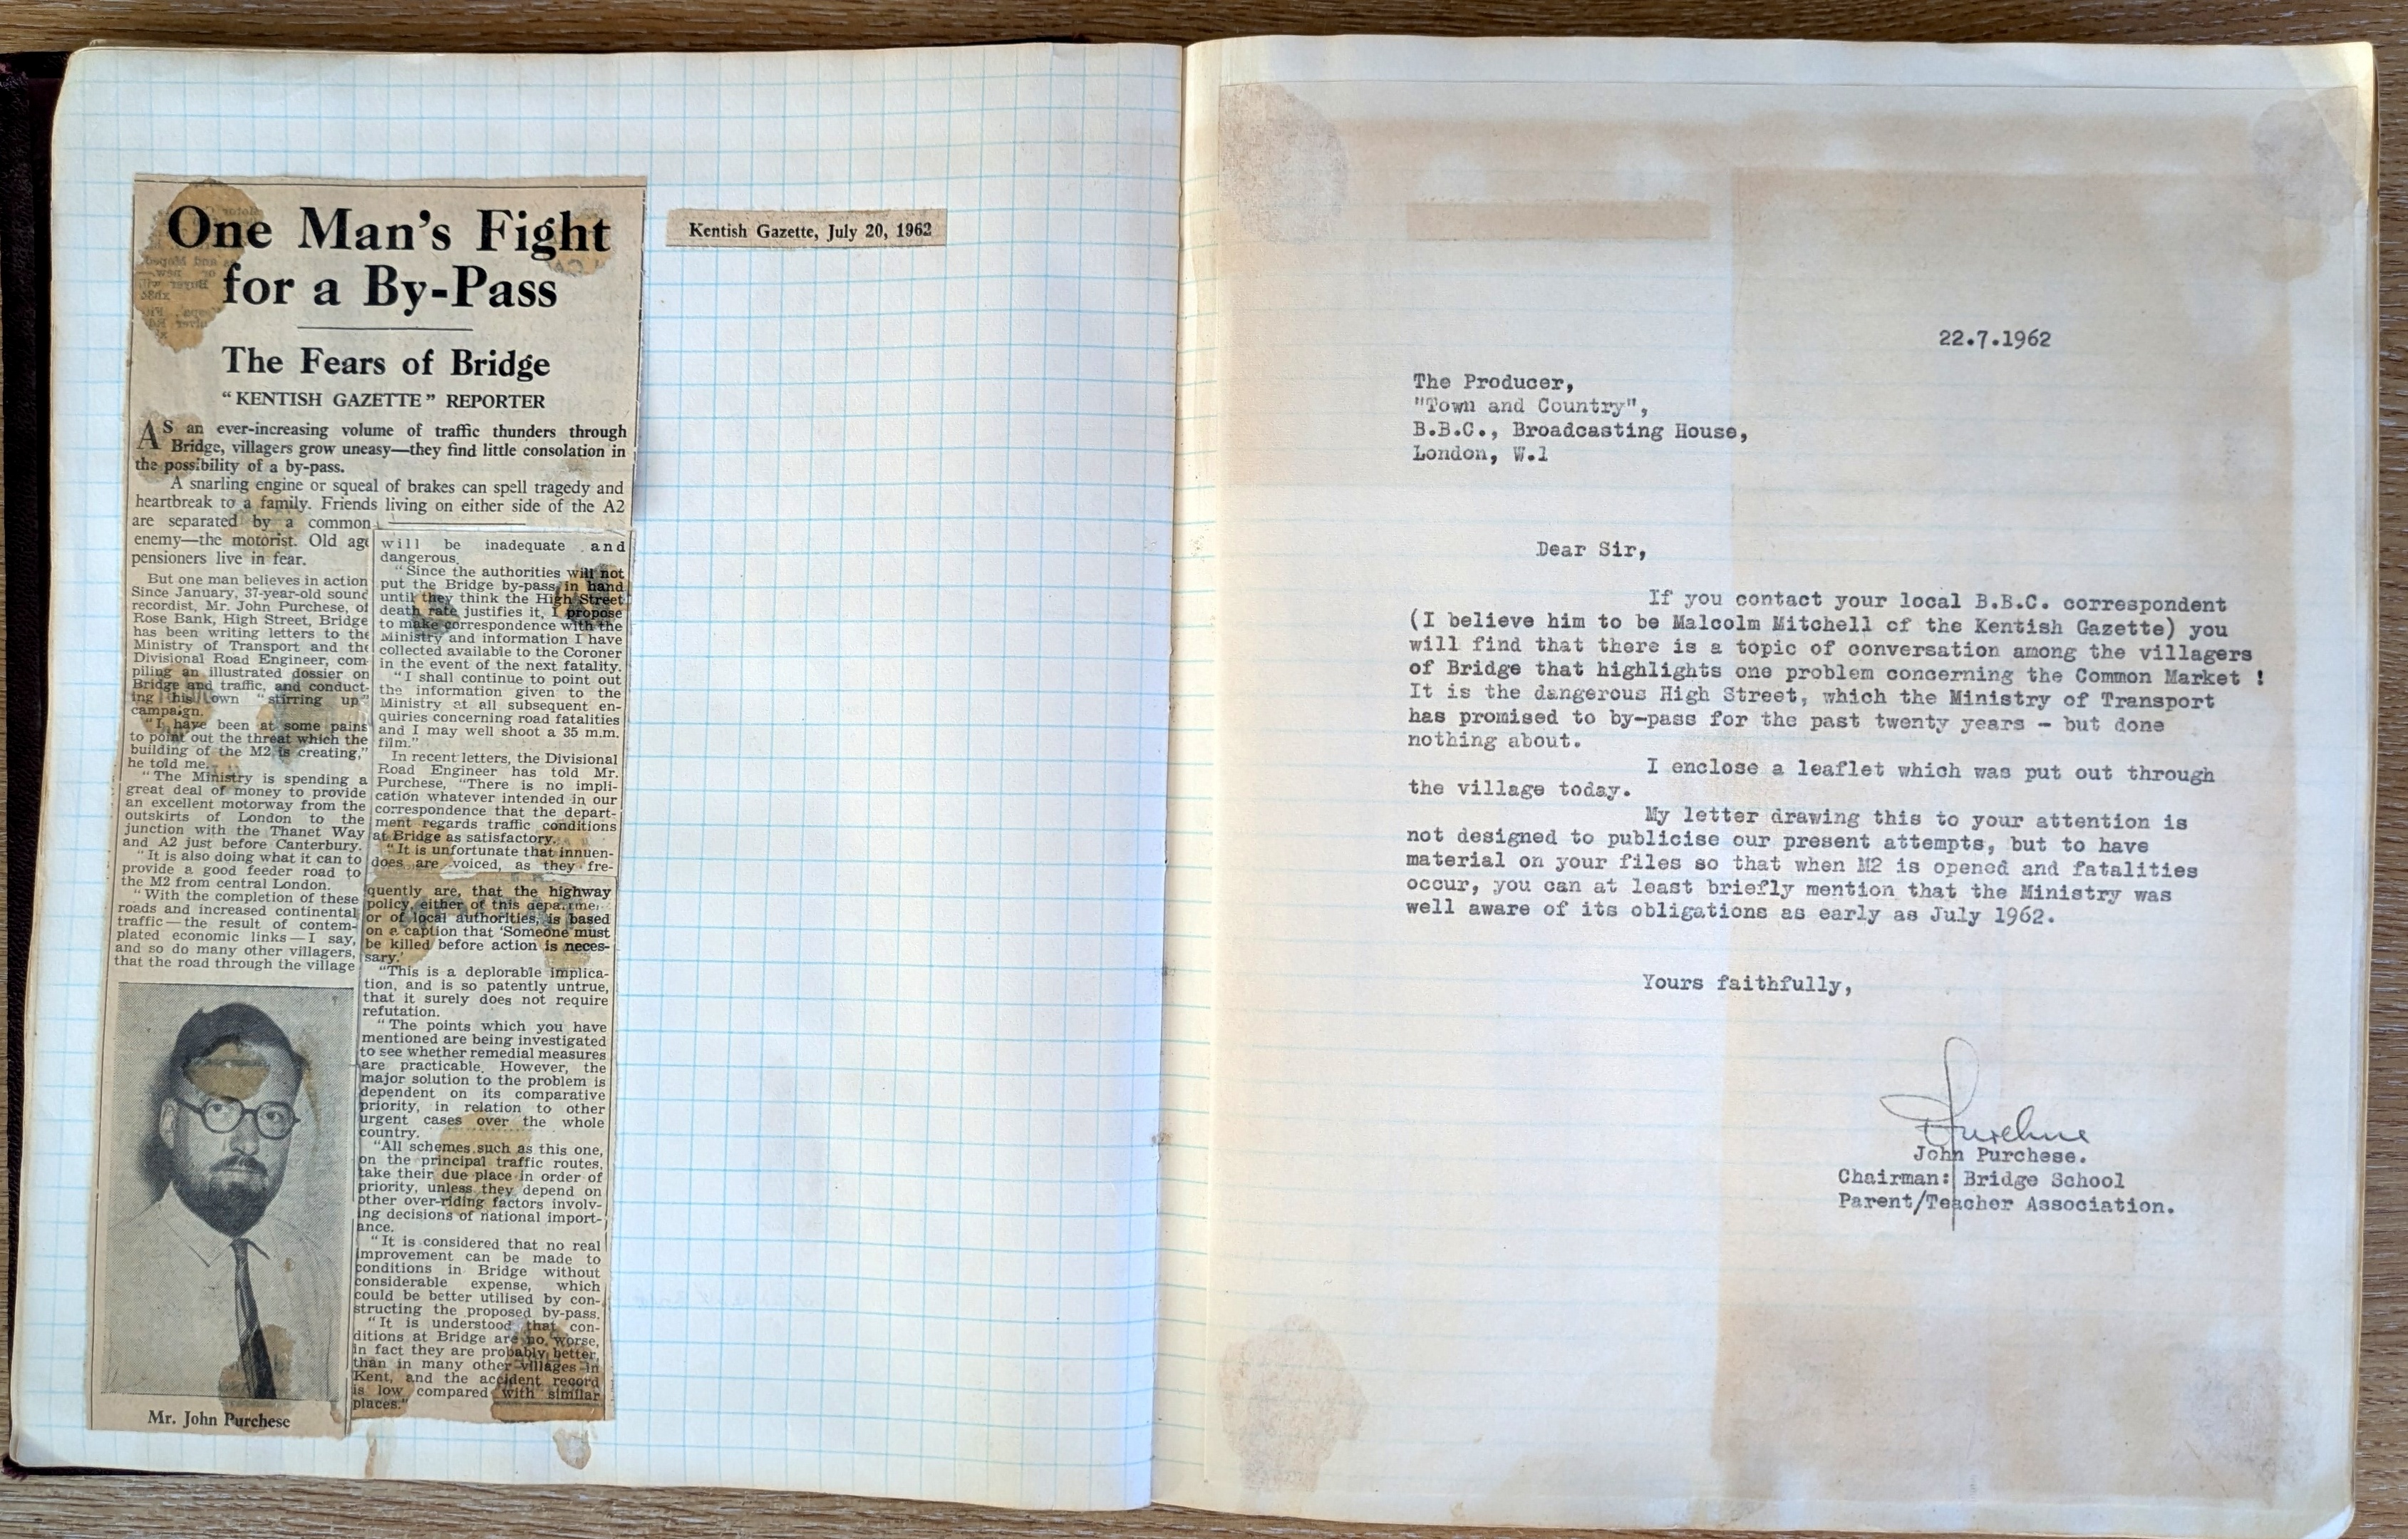 One Man's Fight
for a By-Pass
The Fears of Bridge
"KENTISH GAZETTE" REPORTER
AS an ever-increasing volume of traffic thunders through
Bridge, villagers grow uneasy—they find little consolation in
the possibility of a by-pass.
A snarling engine or squeal of brakes can spell tragedy and
heartbreak to a family. Friends living on either side of the A2
are separated by a common
enemy—the motorist. Old age
pensioners live in fear.
But one man believes in action
Since January, 37-year-old sound
recordist, Mr. John Purchese, of
Rose Bank, High Street, Bridge
has been writing letters to the
Ministry of Transport and the
Divisional Road Engineer, com
piling an illustrated dossier on
Bridge and traffic, and conduct-
ing his own "stirring up"
campaign.
"I have been at some pains
to point out the threat which the
building of the M2 is creating,"
he told me.
"The Ministry is spending a
great deal of money to provide
an excellent motorway from the
outskirts of London to the
junction with the Thanet Way
and A2 just before Canterbury.
"It is also doing what it can to
provide a good feeder road to
the M2 from central London.
"With the completion of these
roads and increased continental
traffic—the result of contem-
plated economic links—I say,
and so do many other villagers,
that the road through the village
Mr. John Purchese
will be inadequate and
dangerous.
"Since the authorities will not
put the Bridge by-pass in hand
until they think the High Street
death rate justifies it, I propose
to make correspondence with the
Ministry and information I have
collected available to the Coroner
in the event of the next fatality.
"I shall continue to point out
the information given to the
Ministry at all subsequent en-
quiries concerning road fatalities
and I may well shoot a 35 m.m.
film."
In recent letters, the Divisional
Road Engineer has told Mr.
Purchese, "There is no impli-
cation whatever intended in our
correspondence that the depart-
ment regards traffic conditions
at Bridge as satisfactory.
"It is unfortunate that innuen-
does are voiced, as they fre-
quently are, that the highway
policy, either of this
or of local authorities, is based
on a caption that 'Someone must
be killed before action is neces-
sary.'
"This is a deplorable implica-
tion, and is so patently untrue,
that it surely does not require
refutation.
"The points which you have
mentioned are being investigated
to see whether remedial measures
are practicable. However, the
major solution to the problem is
dependent on its comparative
priority, in relation to other
urgent cases over the whole
country.
"All schemes such as this one,
on the principal traffic routes,
take their due place in order of
priority, unless they depend on
other over-riding factors involv-
ing decisions of national import-
ance.
"It is considered that no real
improvement can be made to
conditions in Bridge without
considerable expense, which
could be better utilised by con-
structing the proposed by-pass.
"It is understood that con-
ditions at Bridge are no worse,
in fact they are probably better,
than in many other villages in
Kent, and the accident record
is low compared with similar
places."
Kentish Gazette, July 20, 1962
22.7.1962
The Producer,
"Town and Country",
B.B.C., Broadcasting House,
London, W.1
Dear Sir,
If you contact your local B.B.C. correspondent
(I believe him to be Malcolm Mitchell of the Kentish Gazette) you
will find that there is a topic of conversation among the villagers
of Bridge that highlights one problem concerning the Common Market !
It is the dangerous High Street, which the Ministry of Transport
has promised to by-pass for the past twenty years - but done
nothing about.
I enclose a leaflet which was put out through
the village today.
My letter drawing this to your attention is
not designed to publicise our present attempts, but to have
material on your files so that when M2 is opened and fatalities
occur, you can at least briefly mention that the Ministry was
well aware of its obligations as early as July 1962.
Yours faithfully,
JPurchese
John Purchese.
Chairman: Bridge School
Parent/Teacher Association.